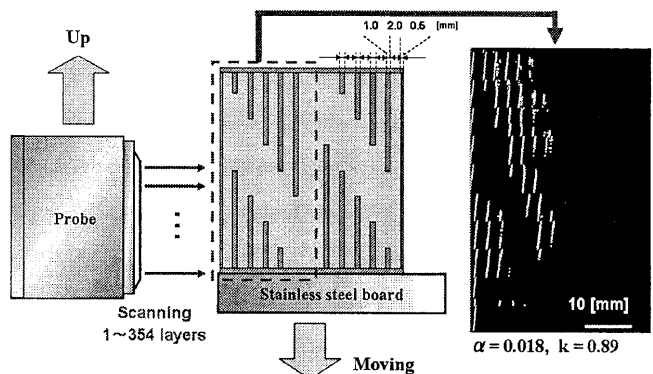 1.0 2.0 0.5 [mm]
Up
Probe
Scanning
1~354 layers
Stainless steel board
Moving
10 [mm]
α = 0.018, k = 0.89